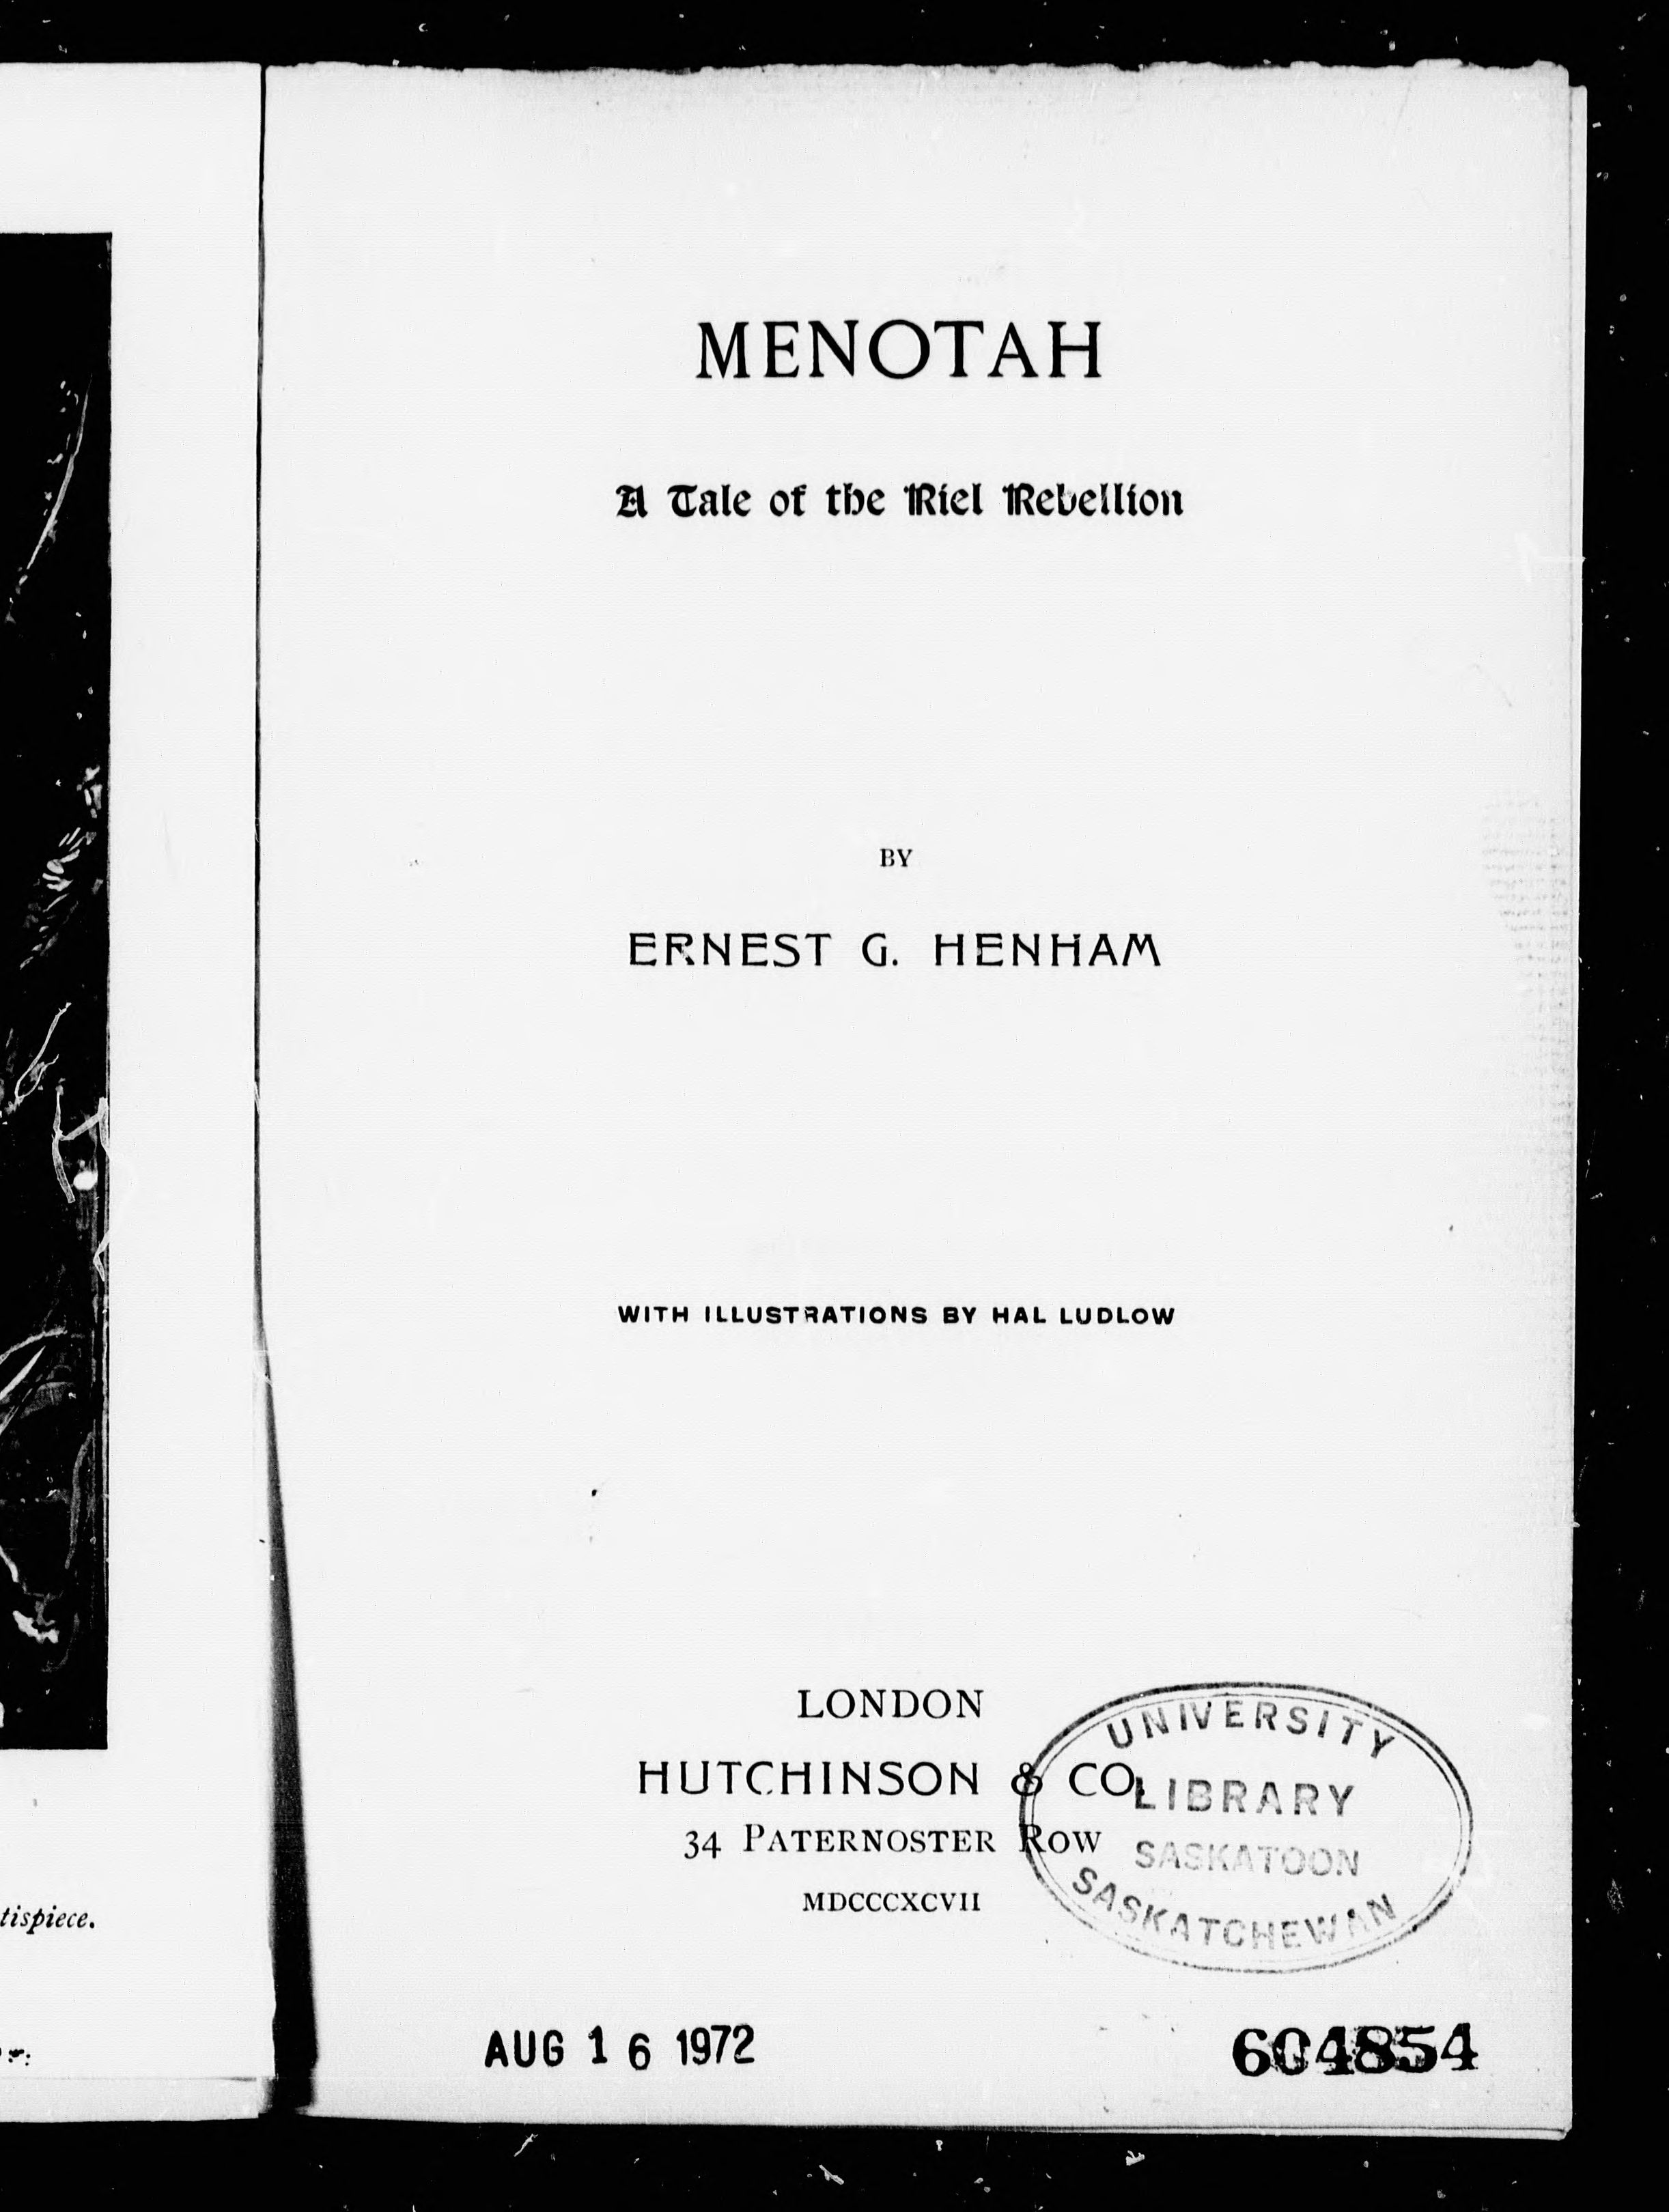 MENOTAH
A Tale of the Riel Rebellion
BY
ERNEST G. HENHAM
WITH ILLUSTRATIONS BY HAL LUDLOW
LONDON
HUTCHINSON & CO.
34 PATERNOSTER ROW
MDCCCXCVII
UNIVERSITY
LIBRARY
SASKATOON
SASKATCHEWAN
tispiece.
AUG 16 1972
604854